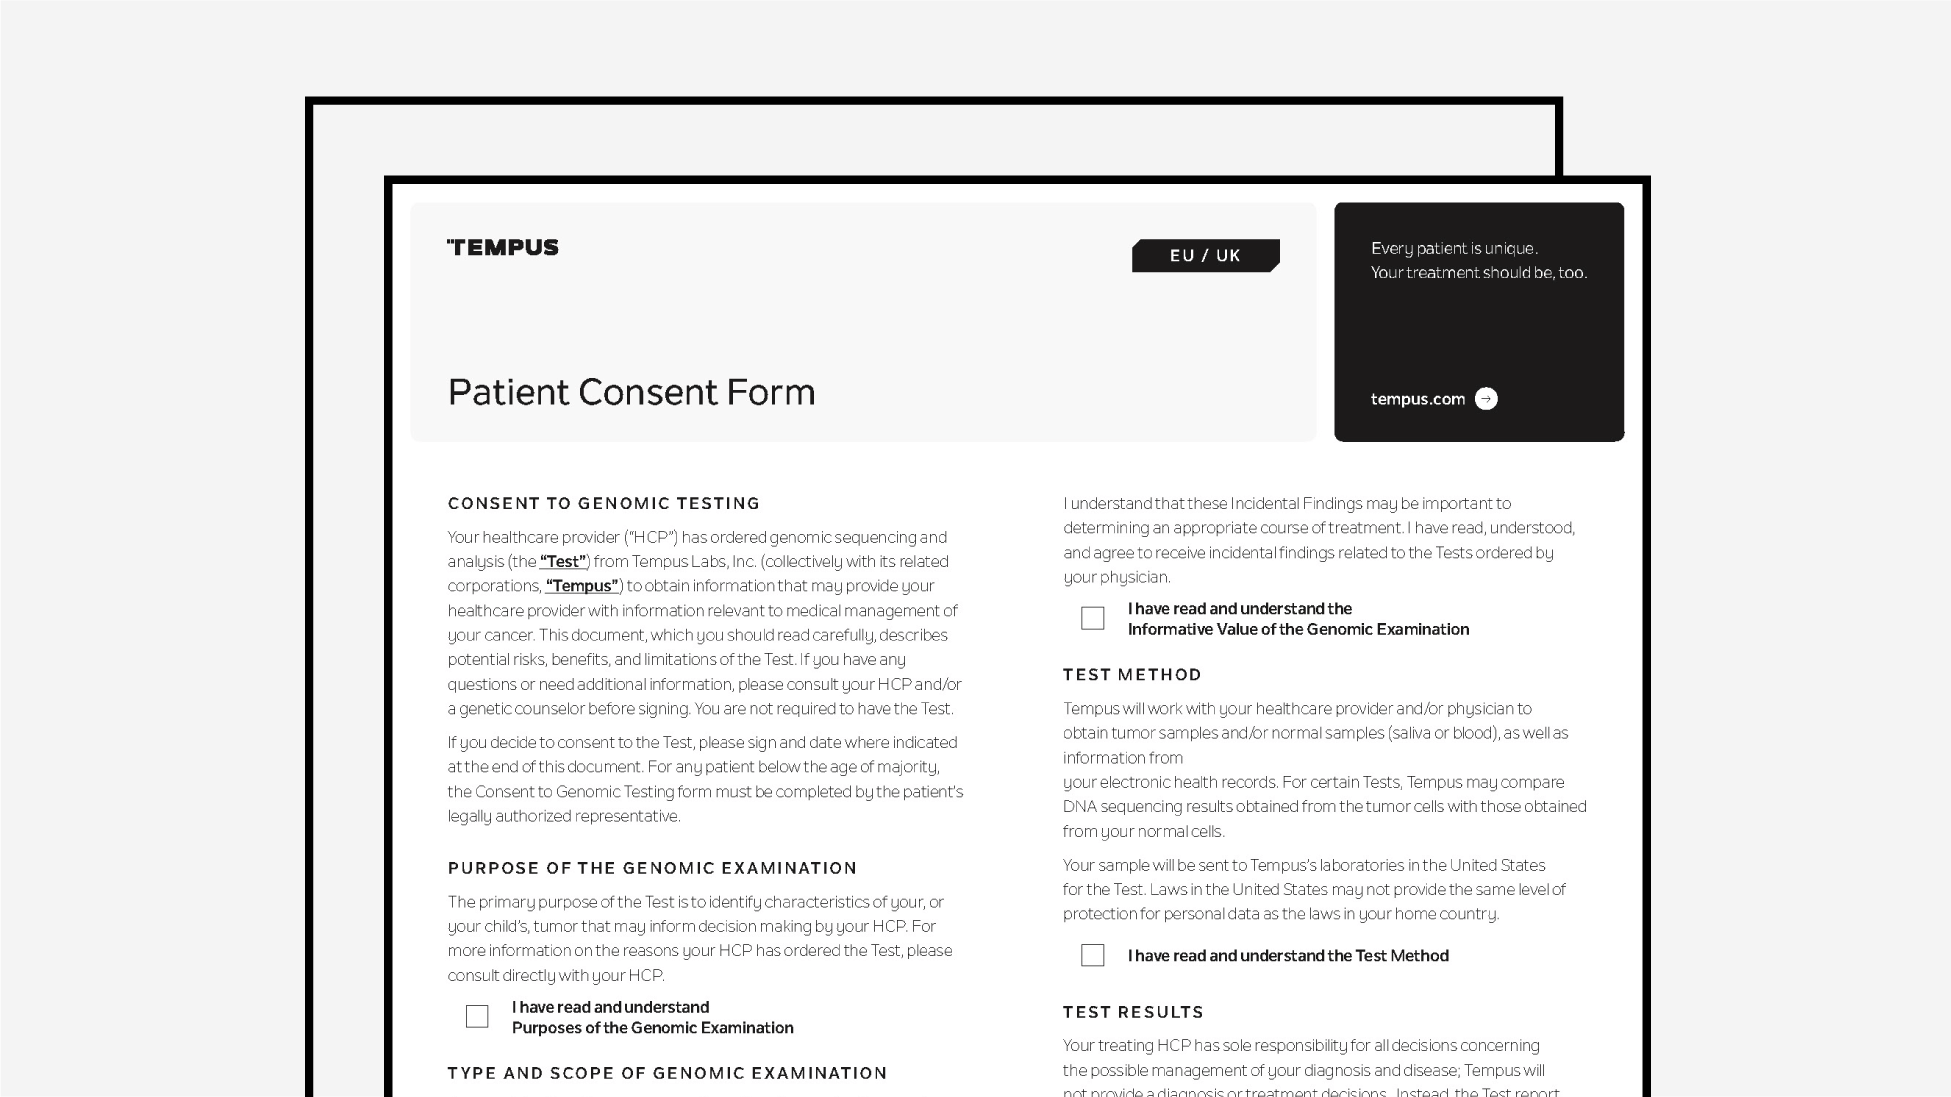 TEMPUS
EU / UK
Patient Consent Form
Every patient is unique.
Your treatment should be, too.
tempus.com
CONSENT TO GENOMIC TESTING
Your healthcare provider (“HCP”) has ordered genomic sequencing and
analysis (the “Test”) from Tempus Labs, Inc. (collectively with its related
corporations, “Tempus”) to obtain information that may provide your
healthcare provider with information relevant to medical management of
your cancer. This document, which you should read carefully, describes
potential risks, benefits, and limitations of the Test. If you have any
questions or need additional information, please consult your HCP and/or
a genetic counselor before signing. You are not required to have the Test.
If you decide to consent to the Test, please sign and date where indicated
at the end of this document. For any patient below the age of majority,
the Consent to Genomic Testing form must be completed by the patient’s
legally authorized representative.
PURPOSE OF THE GENOMIC EXAMINATION
The primary purpose of the Test is to identify characteristics of your, or
your child’s, tumor that may inform decision making by your HCP. For
more information on the reasons your HCP has ordered the Test, please
consult directly with your HCP.
I have read and understand
Purposes of the Genomic Examination
TYPE AND SCOPE OF GENOMIC EXAMINATION
I understand that these Incidental Findings may be important to
determining an appropriate course of treatment. I have read, understood,
and agree to receive incidental findings related to the Tests ordered by
your physician.
I have read and understand the
Informative Value of the Genomic Examination
TEST METHOD
Tempus will work with your healthcare provider and/or physician to
obtain tumor samples and/or normal samples (saliva or blood), as well as
information from
your electronic health records. For certain Tests, Tempus may compare
DNA sequencing results obtained from the tumor cells with those obtained
from your normal cells.
Your sample will be sent to Tempus’s laboratories in the United States
for the Test. Laws in the United States may not provide the same level of
protection for personal data as the laws in your home country.
I have read and understand the Test Method
TEST RESULTS
Your treating HCP has sole responsibility for all decisions concerning
the possible management of your diagnosis and disease; Tempus will
not provide a diagnosis or treatment decisions. Instead, the Test report